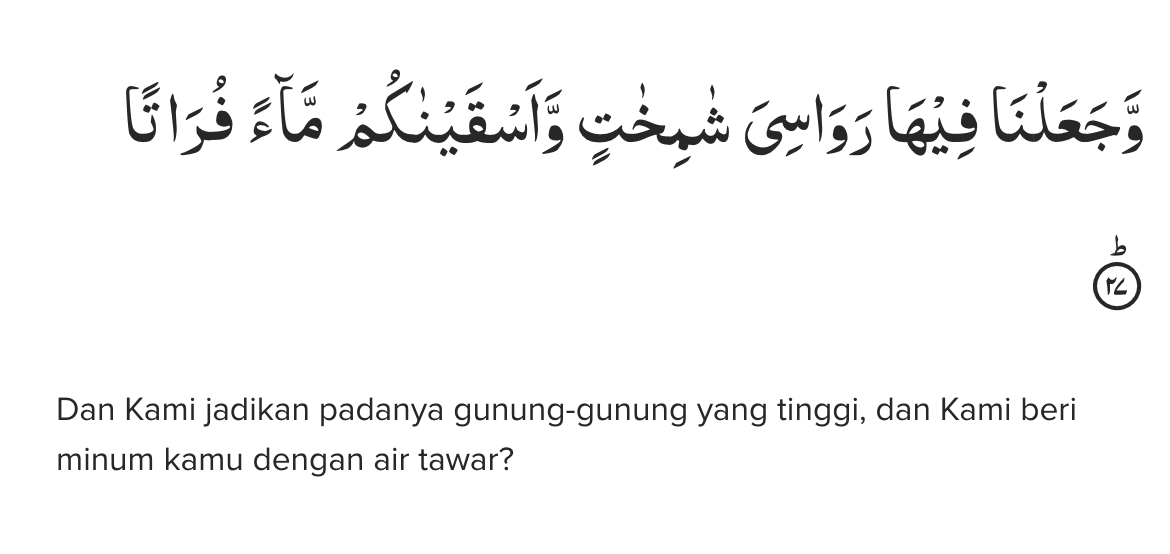 وَّجَعَلْنَا فِيْهَا رَوَاسِيَ شٰمِخٰتٍ وَّاَسْقَيْنٰكُمْ مَّاۤءً فُرَاتًا
ۗ ٢٧
Dan Kami jadikan padanya gunung-gunung yang tinggi, dan Kami beri
minum kamu dengan air tawar?